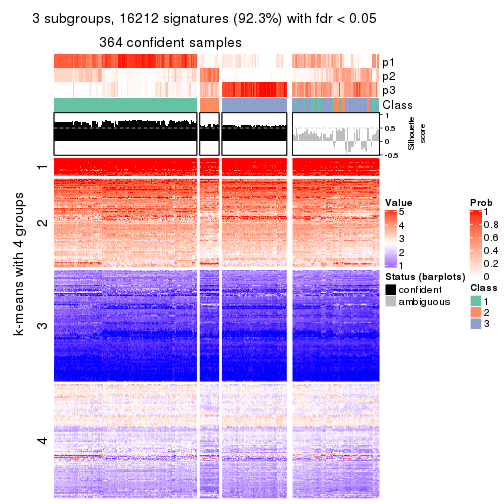 3 subgroups, 16212 signatures (92.3%) with fdr < 0.05
364 confident samples
p1
p2
p3
Class
1
0.5
0
-0.5
Silhouette
score
k-means with 4 groups
1
2
3
4
Value
5
4
3
2
1
Status (barplots)
confident
ambiguous
Prob
1
0.8
0.6
0.4
0.2
0
Class
1
2
3